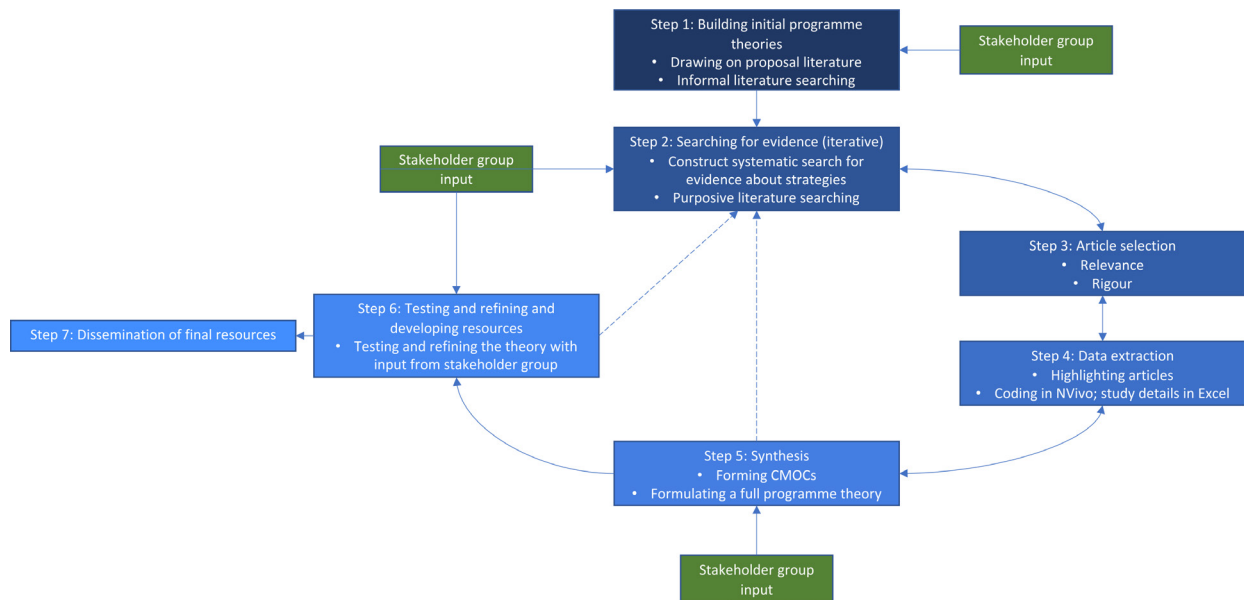 Step 1: Building initial programme
theories
• Drawing on proposal literature
• Informal literature searching
Stakeholder group
input
Step 2: Searching for evidence (iterative)
• Construct systematic search for
evidence about strategies
• Purposive literature searching
Stakeholder group
input
Step 3: Article selection
• Relevance
• Rigour
Step 6: Testing and refining and
developing resources
• Testing and refining the theory with
input from stakeholder group
Step 7: Dissemination of final resources
Step 4: Data extraction
• Highlighting articles
• Coding in NVivo; study details in Excel
Step 5: Synthesis
• Forming CMOCs
• Formulating a full programme theory
Stakeholder group
input